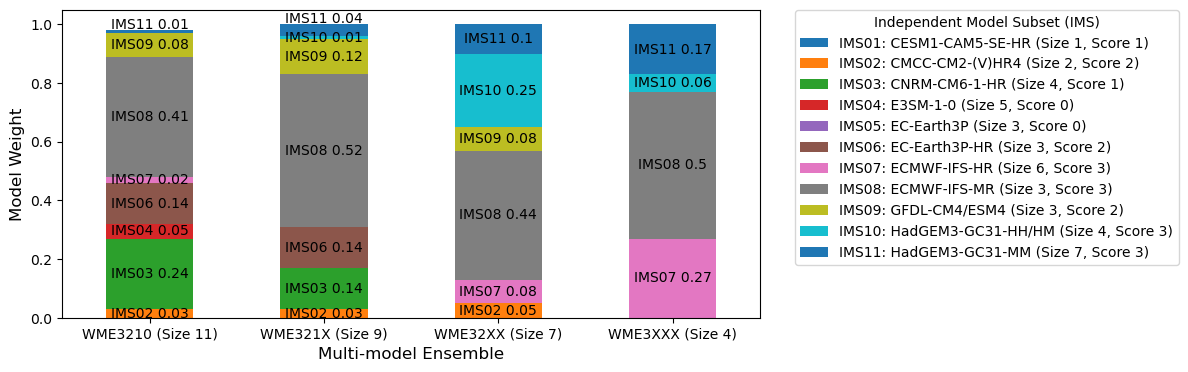 Model Weight
1.0
0.8
0.6
0.4
0.2
0.0
IMS11 0.01
IMS09 0.08
IMS08 0.41
IMS07 0.02
IMS06 0.14
IMS04 0.05
IMS03 0.24
IMS02 0.03
IMS11 0.04
IMS10 0.01
IMS09 0.12
IMS08 0.52
IMS06 0.14
IMS03 0.14
IMS02 0.03
IMS11 0.1
IMS10 0.25
IMS09 0.08
IMS08 0.44
IMS07 0.08
IMS02 0.05
IMS11 0.17
IMS10 0.06
IMS08 0.5
IMS07 0.27
WME3210 (Size 11)
WME321X (Size 9)
WME32XX (Size 7)
WME3XXX (Size 4)
Multi-model Ensemble
Independent Model Subset (IMS)
IMS01: CESM1-CAM5-SE-HR (Size 1, Score 1)
IMS02: CMCC-CM2-(V)HR4 (Size 2, Score 2)
IMS03: CNRM-CM6-1-HR (Size 4, Score 1)
IMS04: E3SM-1-0 (Size 5, Score 0)
IMS05: EC-Earth3P (Size 3, Score 0)
IMS06: EC-Earth3P-HR (Size 3, Score 2)
IMS07: ECMWF-IFS-HR (Size 6, Score 3)
IMS08: ECMWF-IFS-MR (Size 3, Score 3)
IMS09: GFDL-CM4/ESM4 (Size 3, Score 2)
IMS10: HadGEM3-GC31-HH/HM (Size 4, Score 3)
IMS11: HadGEM3-GC31-MM (Size 7, Score 3)